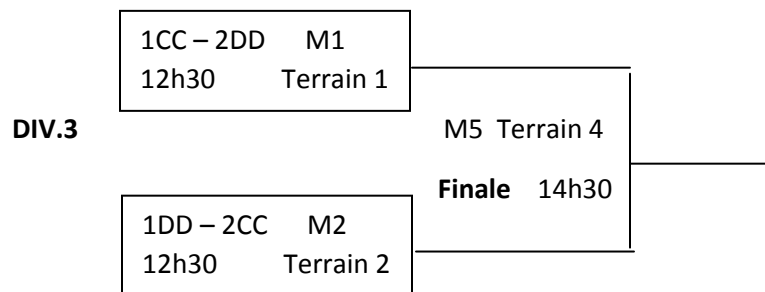 1CC – 2DD M1
12h30 Terrain 1
DIV.3
M5 Terrain 4
Finale 14h30
1DD – 2CC M2
12h30 Terrain 2